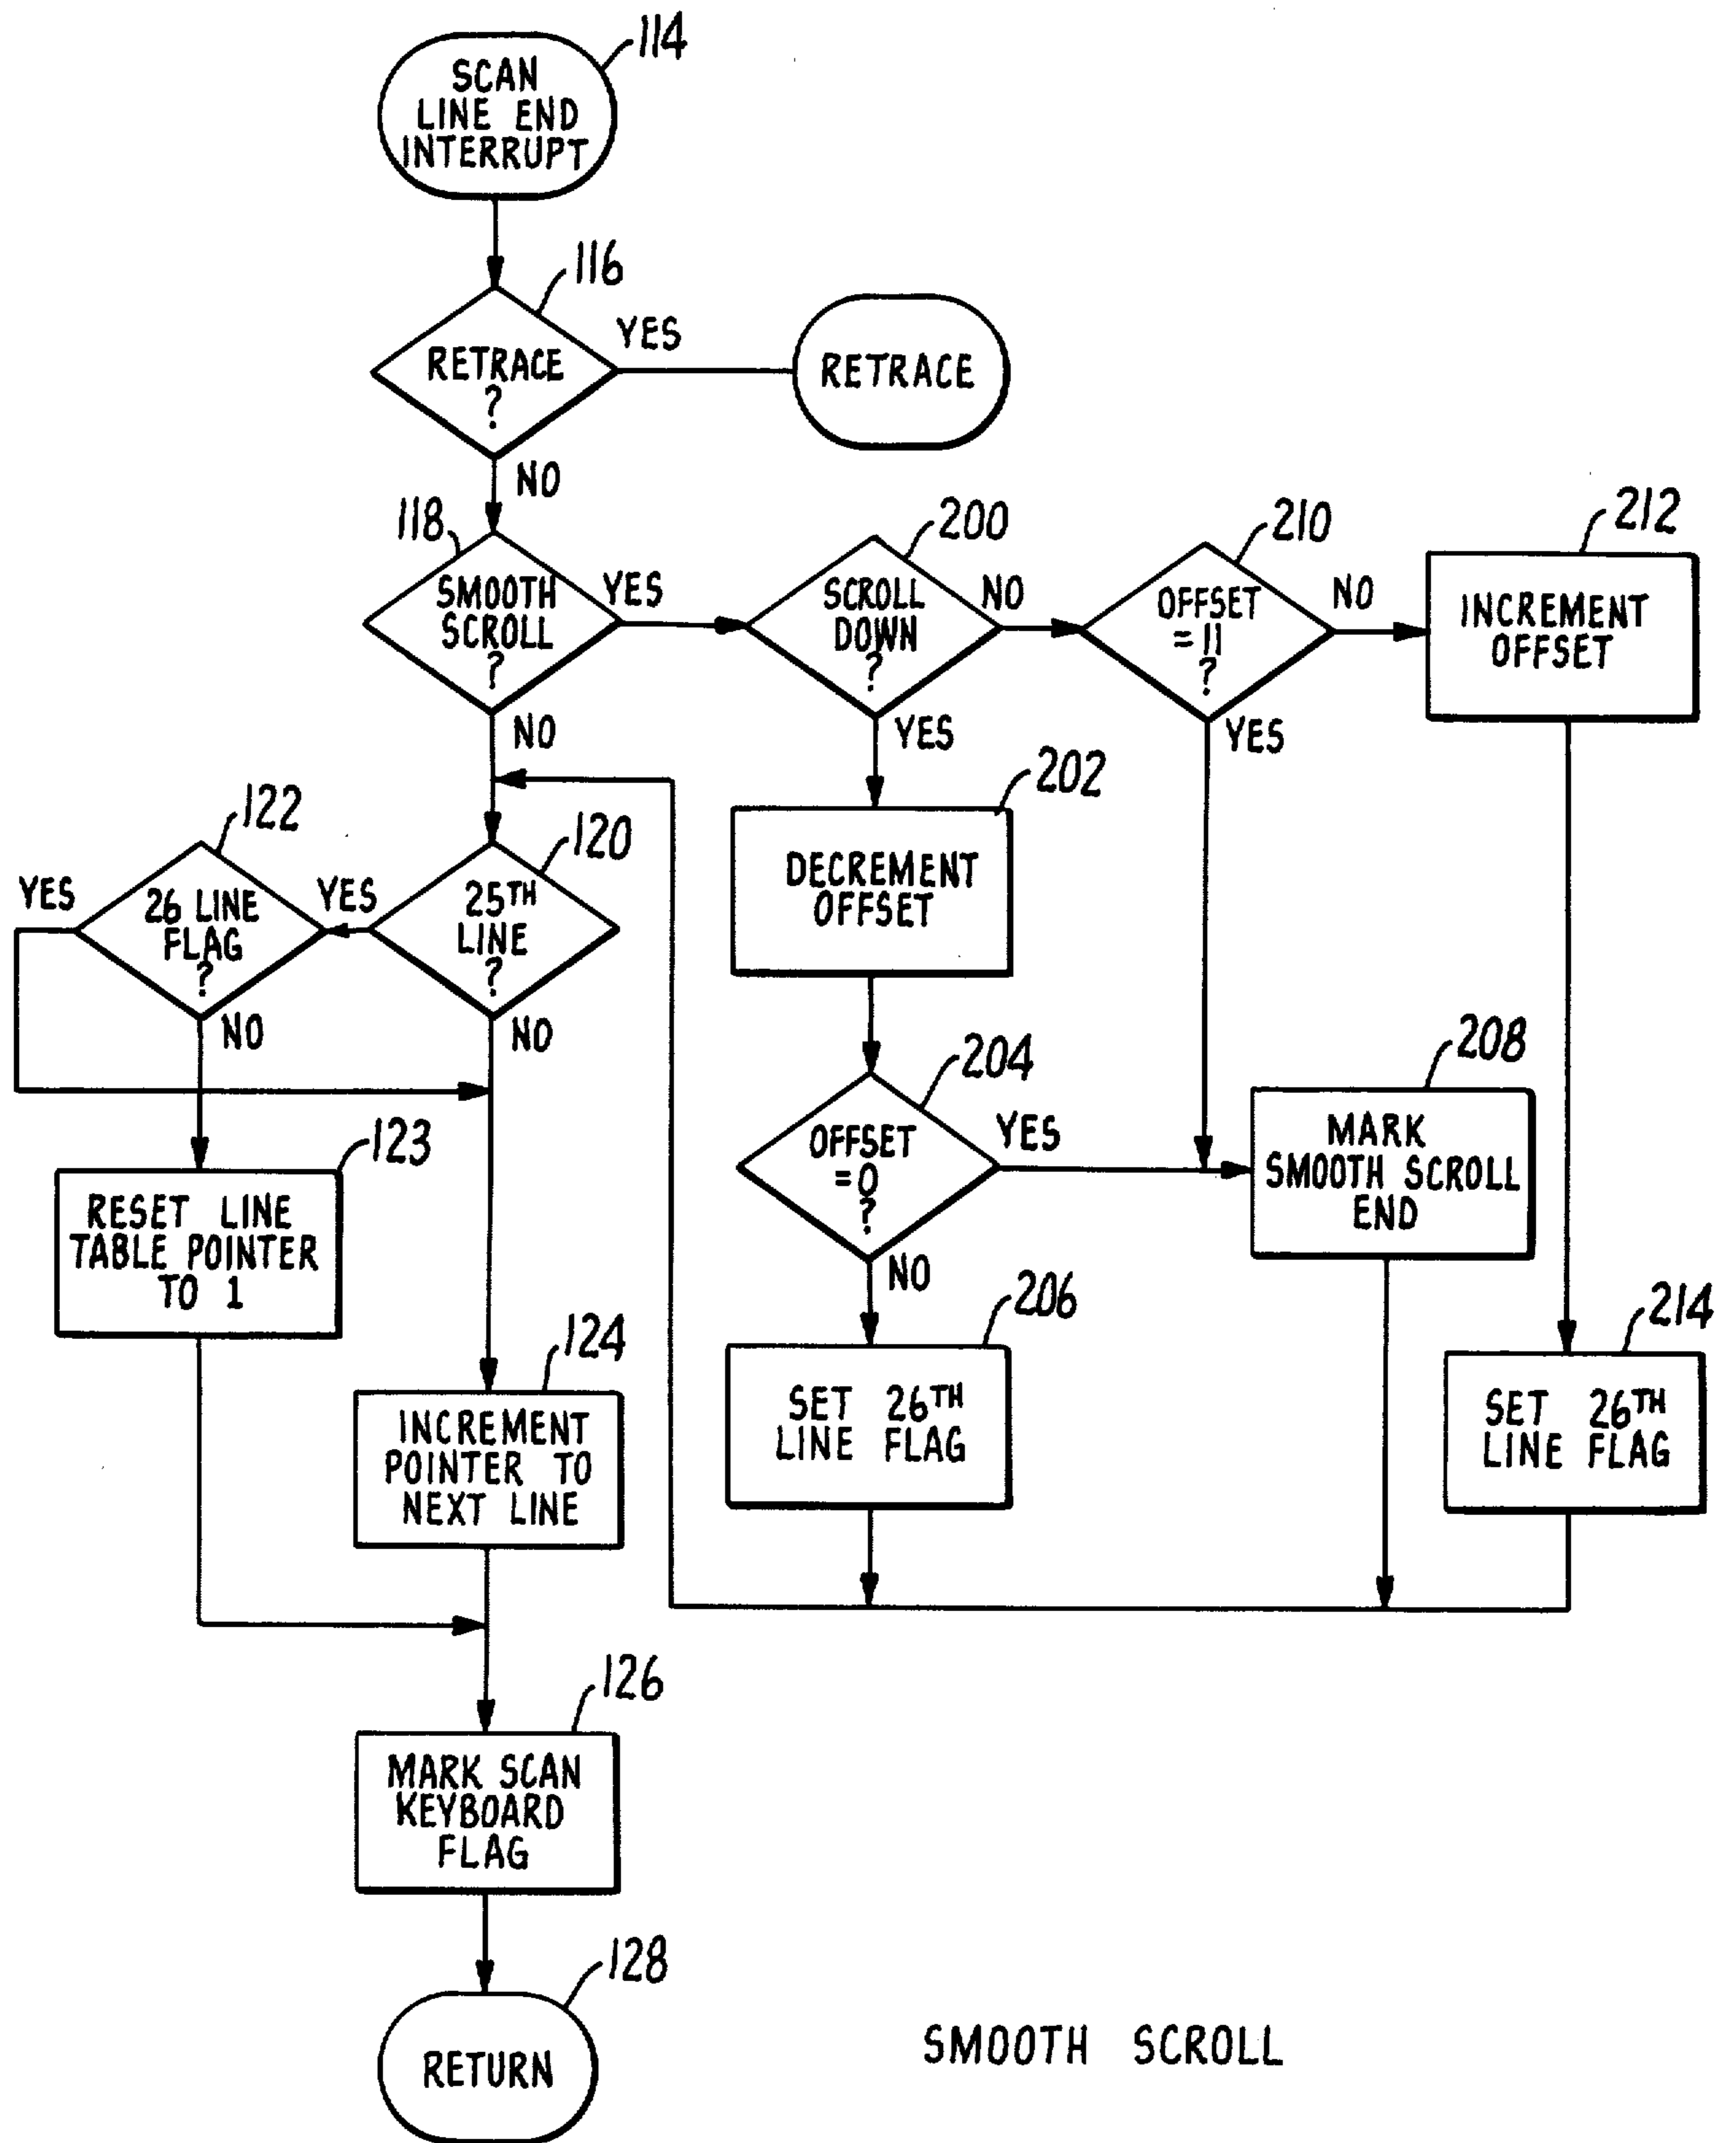 114
SCAN
LINE END
INTERRUPT
116
RETRACE
?
YES
RETRACE
NO
118
SMOOTH
SCROLL
?
YES
200
SCROLL
DOWN
?
NO
210
OFFSET
=11
?
NO
212
INCREMENT
OFFSET
NO
YES
YES
202
DECREMENT
OFFSET
122
YES
26 LINE
FLAG
?
YES
120
25TH
LINE
?
NO
NO
204
OFFSET
=0
?
YES
208
MARK
SMOOTH SCROLL
END
123
RESET LINE
TABLE POINTER
TO 1
NO
206
SET 26TH
LINE FLAG
214
SET 26TH
LINE FLAG
124
INCREMENT
POINTER TO
NEXT LINE
126
MARK SCAN
KEYBOARD
FLAG
128
RETURN
SMOOTH SCROLL